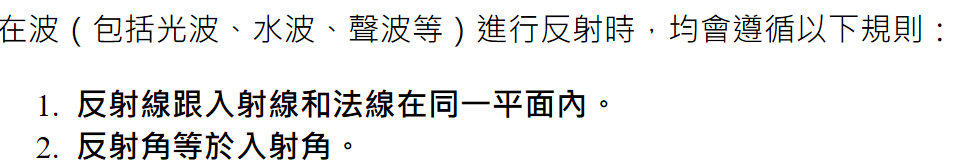 在波（包括光波、水波、聲波等）進行反射時，均會遵循以下規則：
1. 反射線跟入射線和法線在同一平面內。
2. 反射角等於入射角。